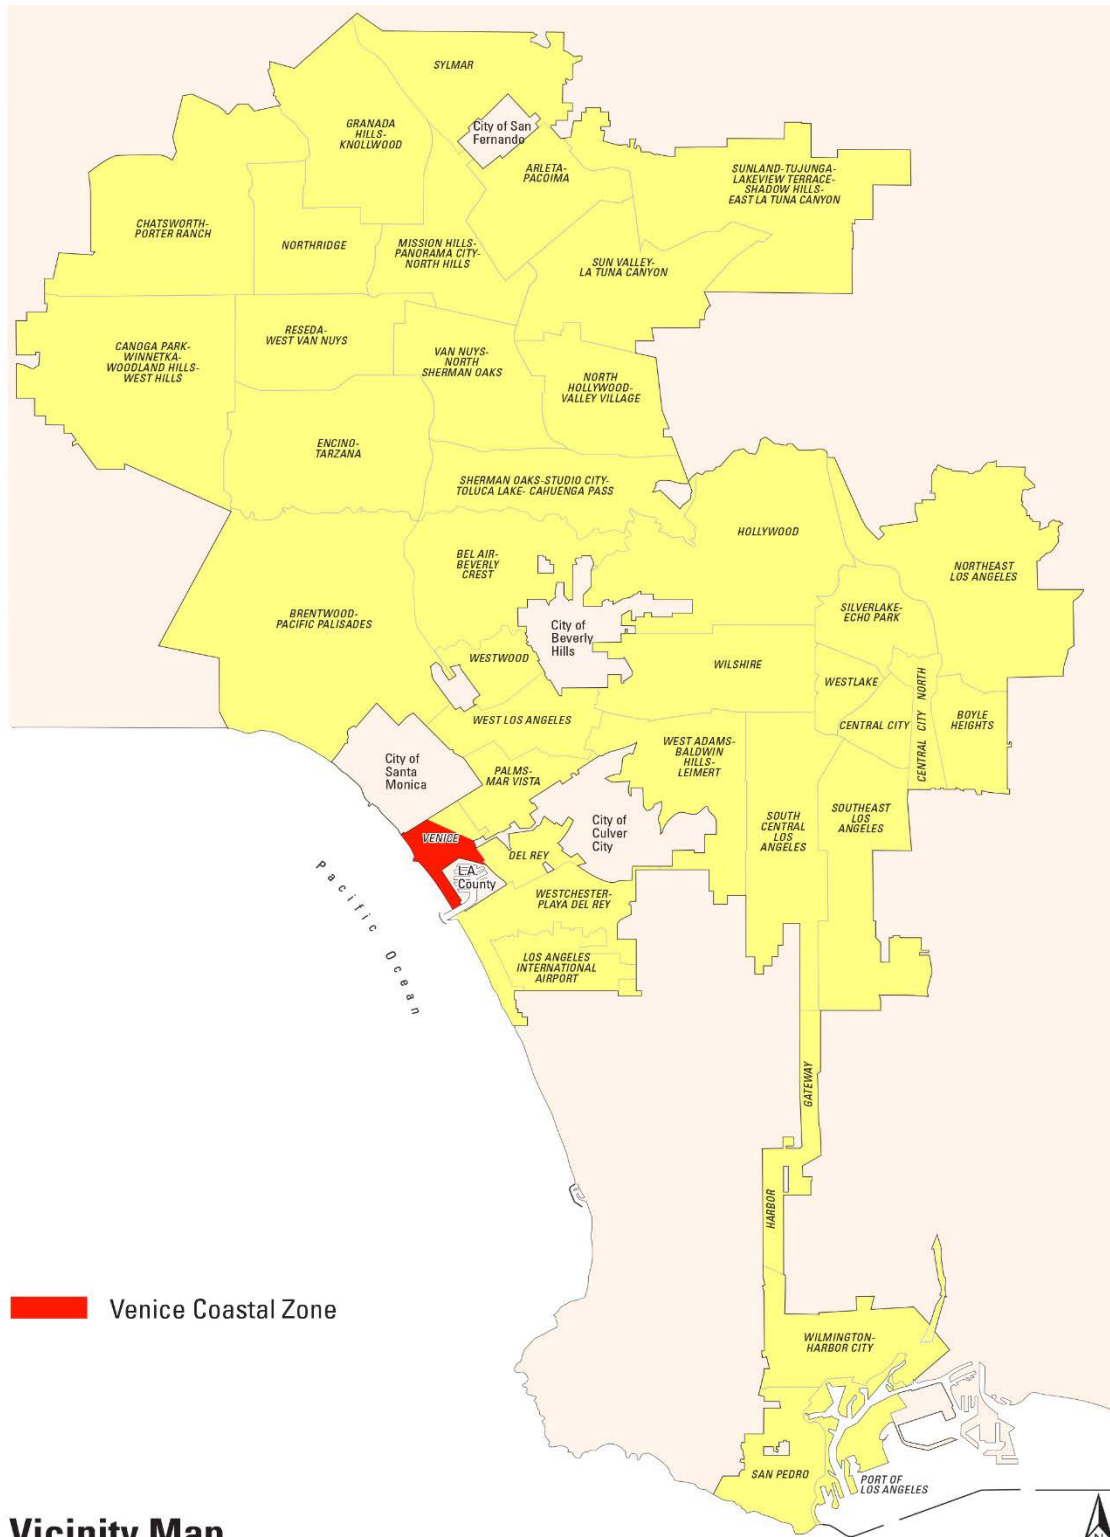 SYLMAR
City of San
Fernando
GRANADA
HILLS-
KNOLLWOOD
ARLETA-
PACOIMA
SUNLAND-TUJUNGA-
LAKEVIEW TERRACE-
SHADOW HILLS-
EAST LA TUNA CANYON
CHATSWORTH-
PORTER RANCH
NORTHRIDGE
MISSION HILLS-
PANORAMA CITY-
NORTH HILLS
SUN VALLEY-
LA TUNA CANYON
CANOGA PARK-
WINNETKA-
WOODLAND HILLS-
WEST HILLS
RESEDA-
WEST VAN NUYS
VAN NUYS-
NORTH
SHERMAN OAKS
NORTH
HOLLYWOOD-
VALLEY VILLAGE
ENCINO-
TARZANA
SHERMAN OAKS-STUDIO CITY-
TOLUCA LAKE- CAHUENGA PASS
HOLLYWOOD
BEL AIR-
BEVERLY
CREST
NORTHEAST
LOS ANGELES
BRENTWOOD-
PACIFIC PALISADES
SILVERLAKE-
ECHO PARK
City of
Beverly
Hills
WESTWOOD
WILSHIRE
WESTLAKE
CENTRAL CITY NORTH
WEST LOS ANGELES
CENTRAL CITY
BOYLE
HEIGHTS
City of
Santa
Monica
PALMS-
MAR VISTA
WEST ADAMS-
BALDWIN
HILLS-
LEIMERT
SOUTH
CENTRAL
LOS
ANGELES
SOUTHEAST
LOS
ANGELES
City of
Culver
City
VENICE
DEL REY
L.A.
County
WESTCHESTER-
PLAYA DEL REY
Pacific Ocean
LOS ANGELES
INTERNATIONAL
AIRPORT
GATEWAY
HARBOR
Venice Coastal Zone
WILMINGTON-
HARBOR CITY
SAN PEDRO
PORT OF
LOS ANGELES
Vicinity Map